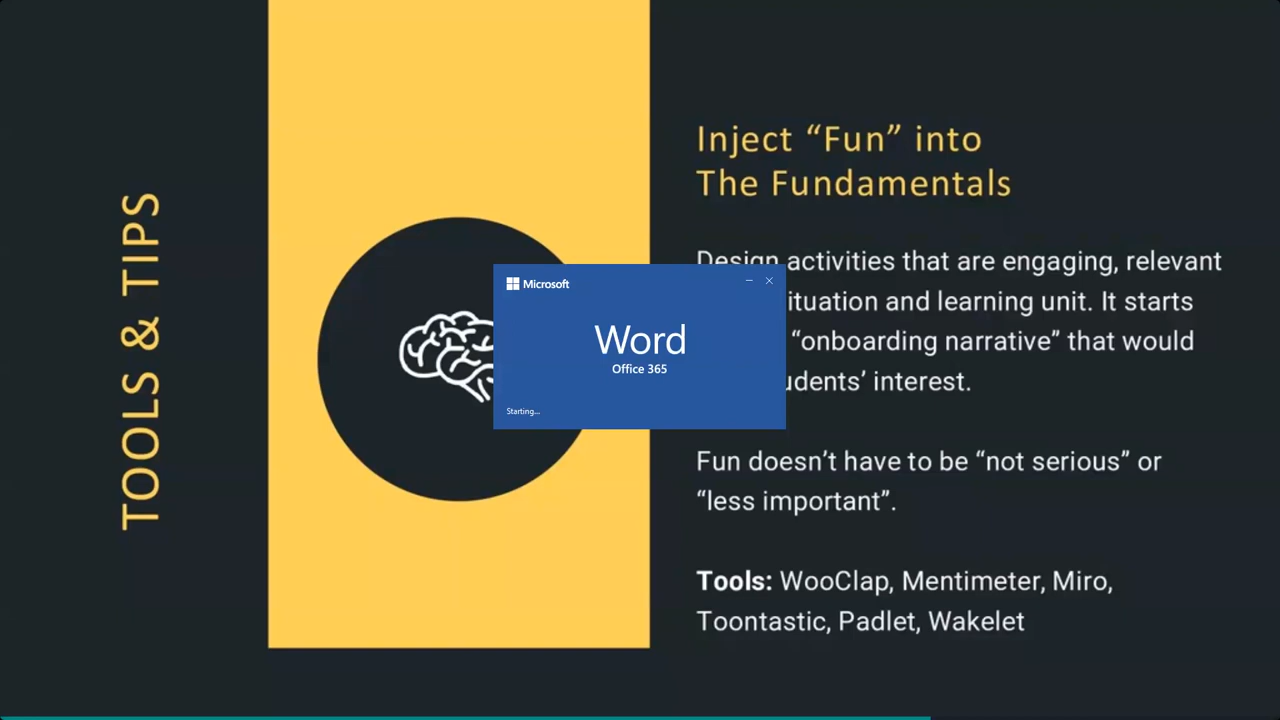 TOOLS & TIPS
Inject “Fun” into
The Fundamentals
Design activities that are engaging, relevant
ituation and learning unit. It starts
“onboarding narrative” that would
udents’ interest.
Fun doesn’t have to be “not serious” or
“less important”.
Tools: WooClap, Mentimeter, Miro,
Toontastic, Padlet, Wakelet
Microsoft
Word
Office 365
Starting...